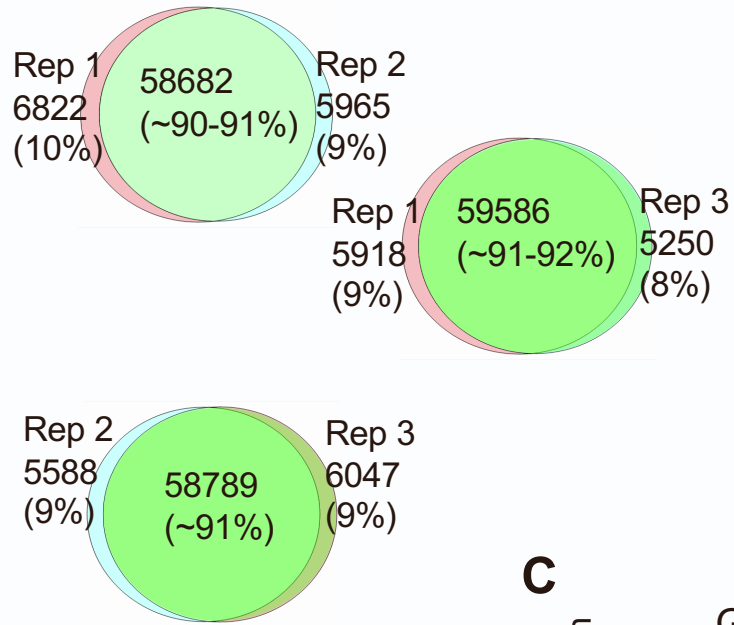 Rep 1
6822
(10%)
58682
(~90-91%)
Rep 2
5965
(9%)
Rep 1
5918
(9%)
59586
(~91-92%)
Rep 3
5250
(8%)
Rep 2
5588
(9%)
58789
(~91%)
Rep 3
6047
(9%)
C